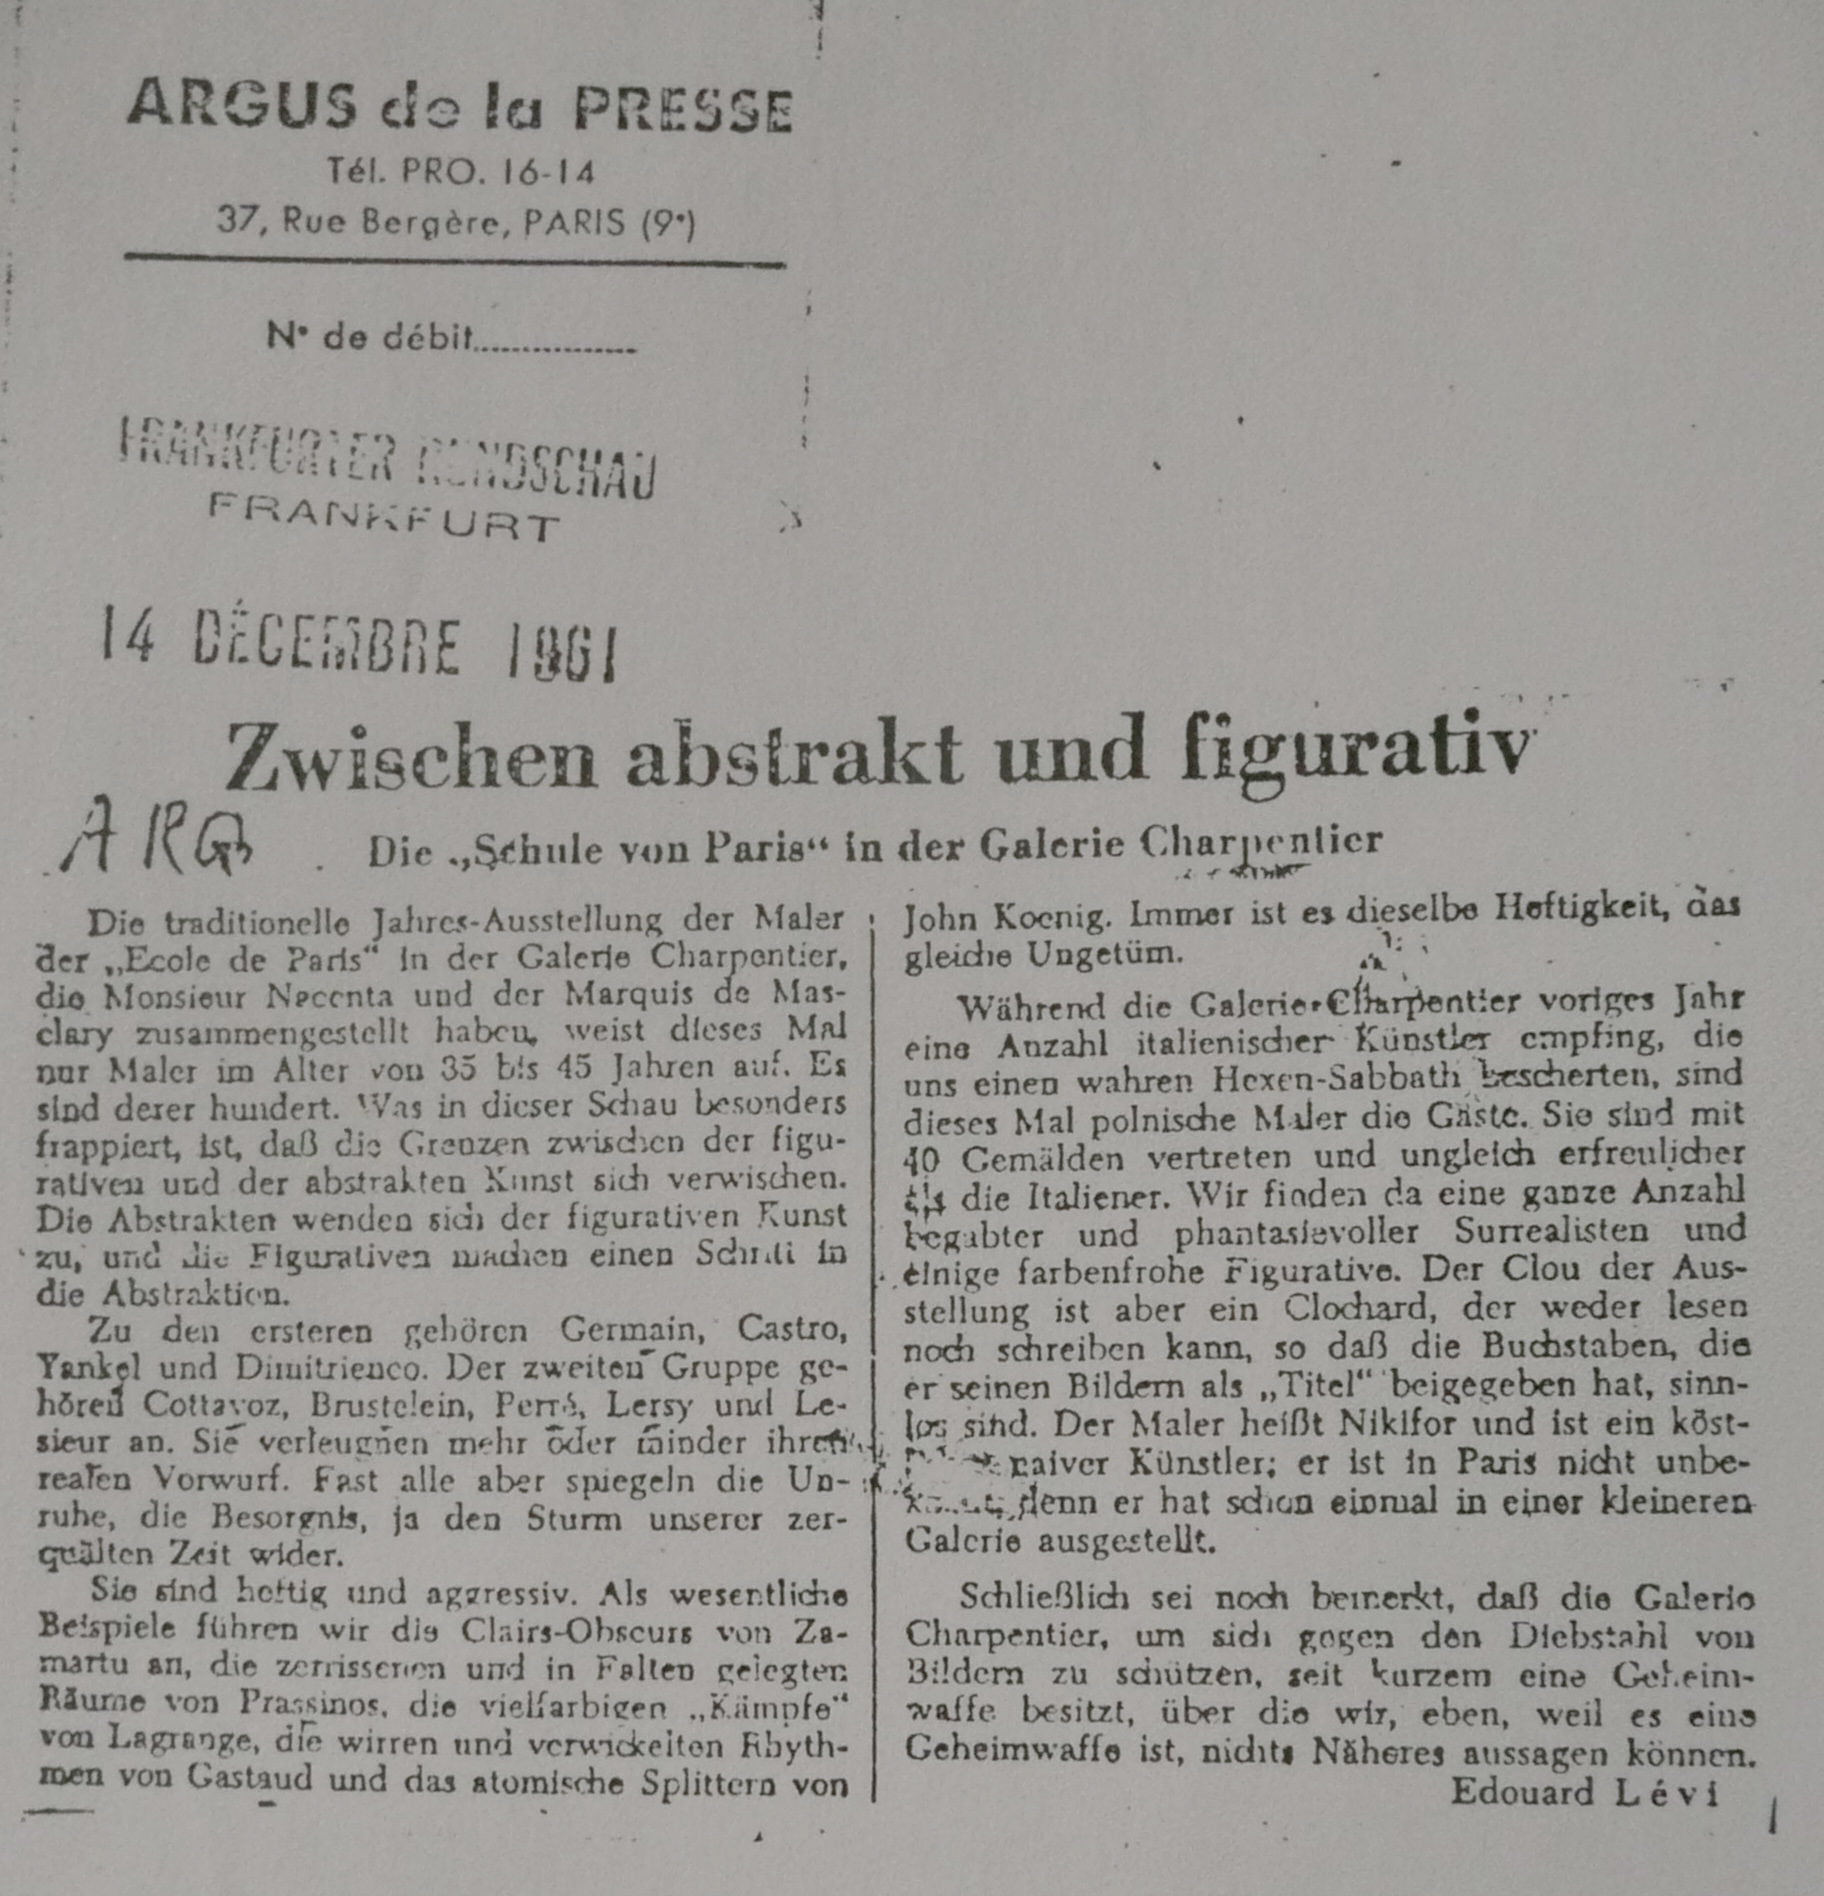 ARGUS de la PRESSE
Tél. PRO. 16-14
37, Rue Bergère, PARIS (9e)
N° de débit................
FRANKFURTER RUNDSCHAU
FRANKFURT
14 DÉCEMBRE 1961
Zwischen abstrakt und figurativ
Die „Schule von Paris“ in der Galerie Charpentier
Die traditionelle Jahres-Ausstellung der Maler
der „Ecole de Paris“ in der Galerie Charpentier,
die Monsieur Nacenta und der Marquis de Mas-
clary zusammengestellt haben, weist dieses Mal
nur Maler im Alter von 35 bis 45 Jahren auf. Es
sind derer hundert. Was in dieser Schau besonders
frappiert, ist, daß die Grenzen zwischen der figu-
rativen und der abstrakten Kunst sich verwischen.
Die Abstrakten wenden sich der figurativen Kunst
zu, und die Figurativen machen einen Schritt in
die Abstraktion.
Zu den ersteren gehören Germain, Castro,
Yankel und Dimitrienco. Der zweiten Gruppe ge-
hören Cottavoz, Brustelein, Perré, Lersy und Le-
sieur an. Sie verleugnen mehr oder minder ihren
realen Vorwurf. Fast alle aber spiegeln die Un-
ruhe, die Besorgnis, ja den Sturm unserer zer-
quälten Zeit wider.
Sie sind heftig und aggressiv. Als wesentliche
Beispiele führen wir die Clairs-Obscurs von Za-
martu an, die zerrissenen und in Falten gelegten
Räume von Prassinos, die vielfarbigen „Kämpfe“
von Lagrange, die wirren und verwickelten Rhyth-
men von Gastaud und das atomische Splittern von
John Koenig. Immer ist es dieselbe Heftigkeit, das
gleiche Ungetüm.
Während die Galerie Charpentier voriges Jahr
eine Anzahl italienischer Künstler empfing, die
uns einen wahren Hexen-Sabbath bescherten, sind
dieses Mal polnische Maler die Gäste. Sie sind mit
40 Gemälden vertreten und ungleich erfreulicher
als die Italiener. Wir finden da eine ganze Anzahl
begabter und phantasievoller Surrealisten und
einige farbenfrohe Figurative. Der Clou der Aus-
stellung ist aber ein Clochard, der weder lesen
noch schreiben kann, so daß die Buchstaben, die
er seinen Bildern als „Titel“ beigegeben hat, sinn-
los sind. Der Maler heißt Nikifor und ist ein köst-
naiver Künstler; er ist in Paris nicht unbe-
denn er hat schon einmal in einer kleineren
Galerie ausgestellt.
Schließlich sei noch bemerkt, daß die Galerie
Charpentier, um sich gegen den Diebstahl von
Bildern zu schützen, seit kurzem eine Geheim-
waffe besitzt, über die wir, eben, weil es eine
Geheimwaffe ist, nichts Näheres aussagen können.
Edouard Lévi